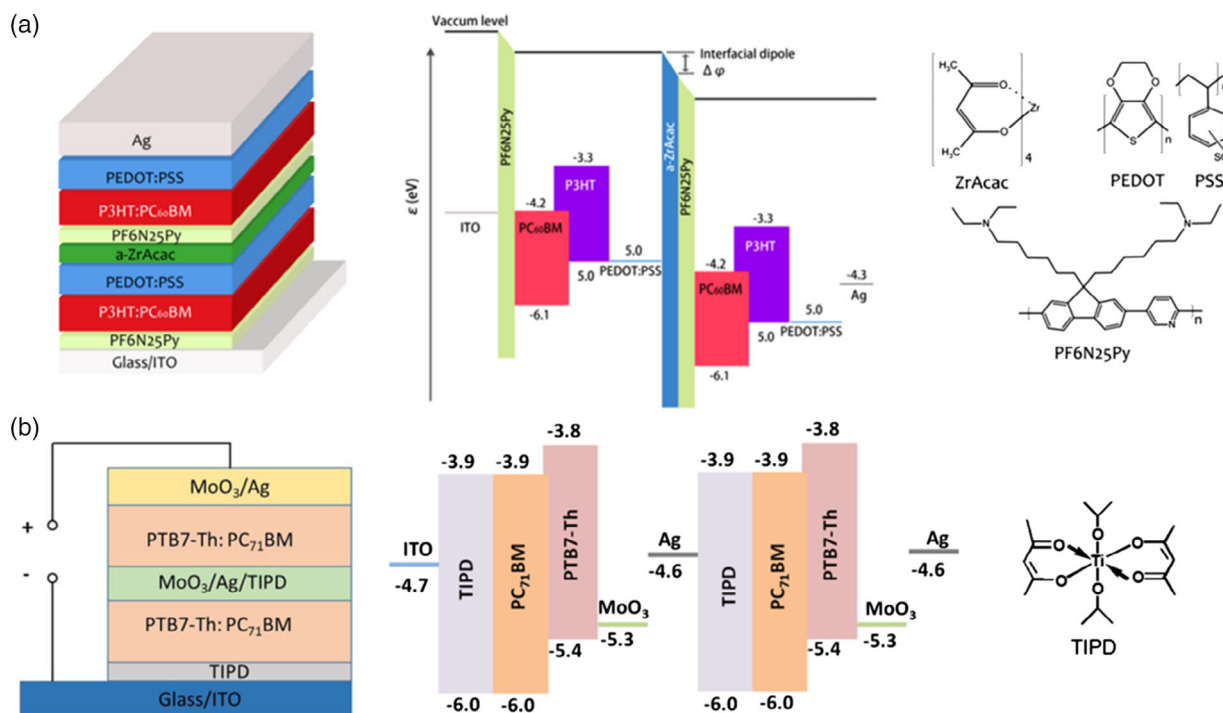 (a)
Ag
PEDOT:PSS
P3HT:PC₆₀BM
PF6N25Py
a-ZrAcac
PEDOT:PSS
P3HT:PC₆₀BM
PF6N25Py
Glass/ITO
Vaccum level
ε (eV)
ITO
PF6N25Py
-4.2
PC₆₀BM
-6.1
-3.3
P3HT
5.0
5.0
PEDOT:PSS
Interfacial dipole
Δ φ
a-ZrAcac
PF6N25Py
-4.2
PC₆₀BM
-6.1
-3.3
P3HT
5.0
5.0
PEDOT:PSS
-4.3
Ag
H₃C
O
Zr
O
H₃C
4
ZrAcac
O
O
S
n
PEDOT
n
PSS
N
N
N
n
PF6N25Py
(b)
+
-
MoO₃/Ag
PTB7-Th: PC₇₁BM
MoO₃/Ag/TIPD
PTB7-Th: PC₇₁BM
TIPD
Glass/ITO
ITO
-4.7
-3.9
TIPD
-6.0
-3.9
PC₇₁BM
-6.0
-3.8
PTB7-Th
-5.4
MoO₃
-5.3
Ag
-4.6
-3.9
TIPD
-6.0
-3.9
PC₇₁BM
-6.0
-3.8
PTB7-Th
-5.4
MoO₃
-5.3
Ag
-4.6
O
O
Ti
O
O
O
O
TIPD